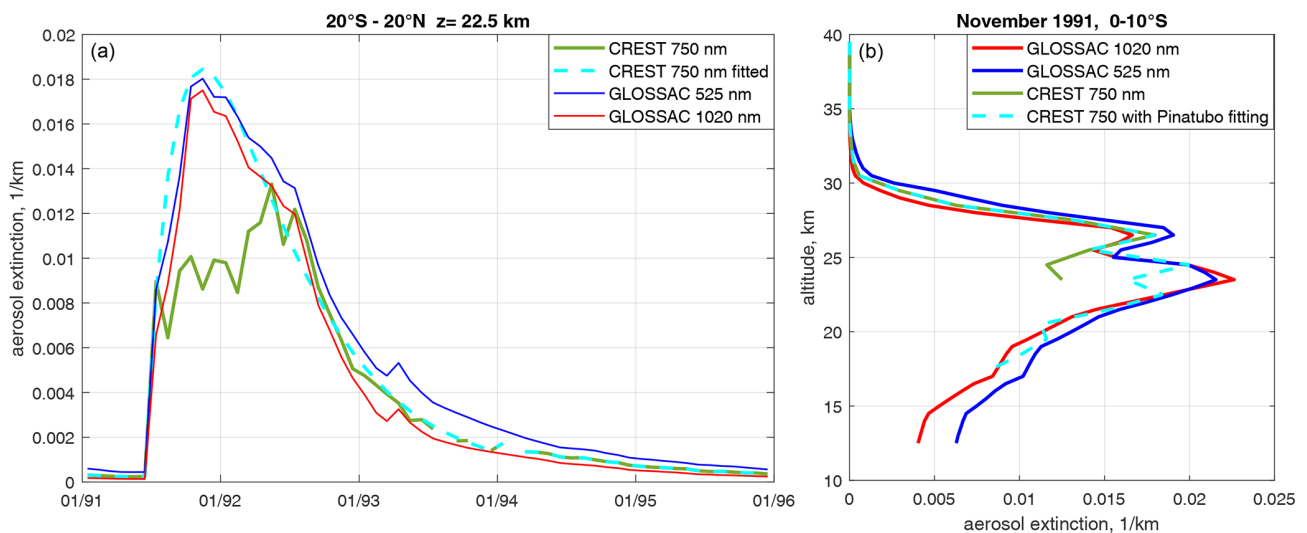 20°S - 20°N z= 22.5 km
(a)
CREST 750 nm
CREST 750 nm fitted
GLOSSAC 525 nm
GLOSSAC 1020 nm
aerosol extinction, 1/km
0.02
0.018
0.016
0.014
0.012
0.01
0.008
0.006
0.004
0.002
0
01/91
01/92
01/93
01/94
01/95
01/96
November 1991, 0-10°S
(b)
GLOSSAC 1020 nm
GLOSSAC 525 nm
CREST 750 nm
CREST 750 with Pinatubo fitting
altitude, km
40
35
30
25
20
15
10
0
0.005
0.01
0.015
0.02
0.025
aerosol extinction, 1/km